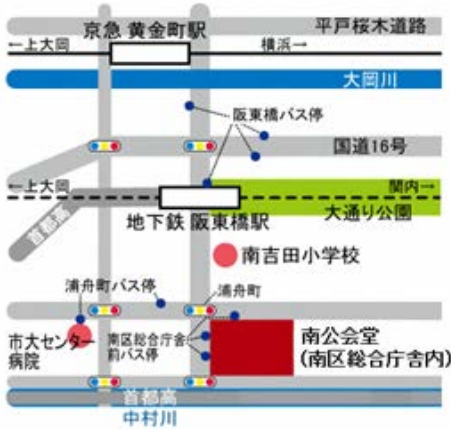 京急 黄金町駅
平戸桜木道路
←上大岡
横浜→
大岡川
阪東橋バス停
国道16号
←上大岡
関内→
首都高
地下鉄 阪東橋駅
大通り公園
南吉田小学校
浦舟町バス停
浦舟町
市大センター
病院
南区総合庁舎
前バス停
南公会堂
(南区総合庁舎内)
首都高
中村川